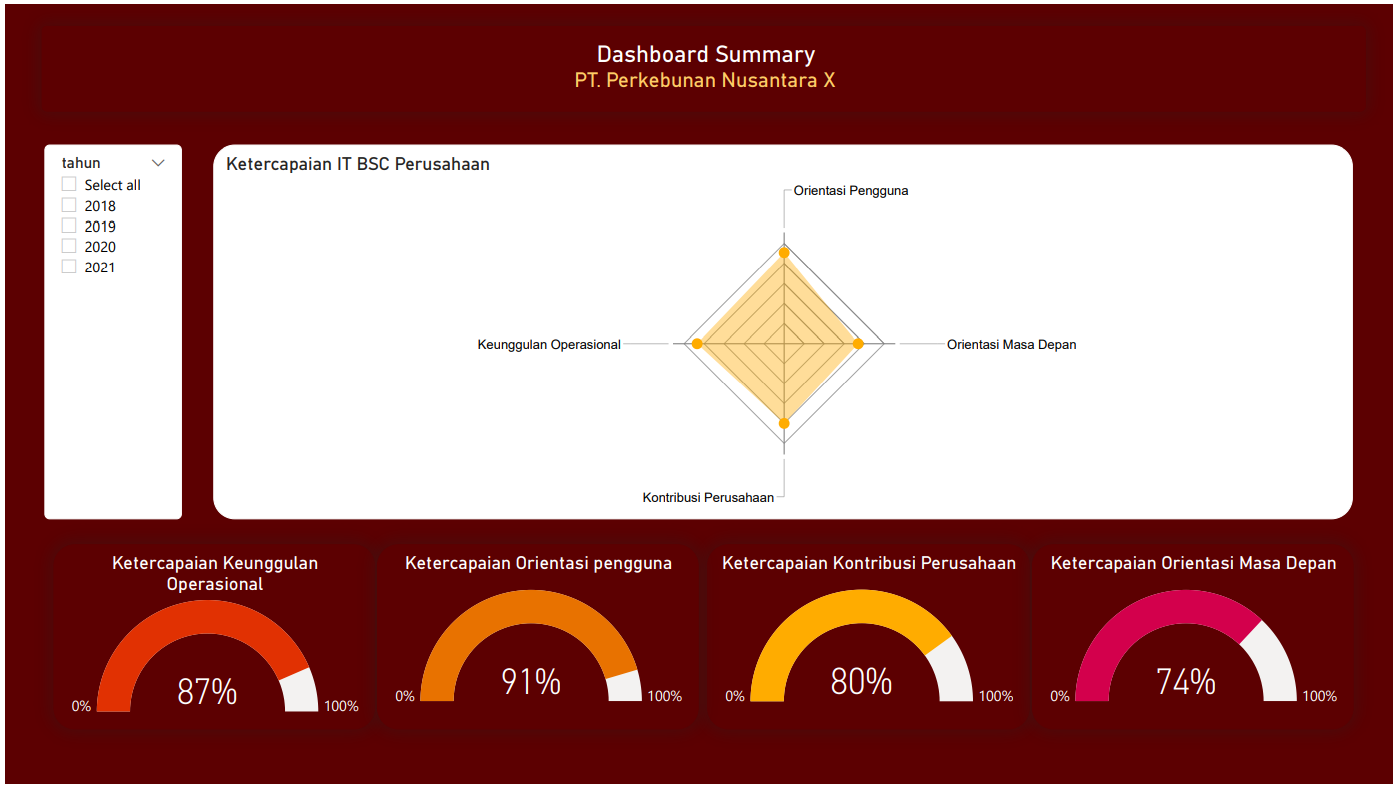 Dashboard Summary
PT. Perkebunan Nusantara X
tahun
Select all
2018
2019
2020
2021
Ketercapaian IT BSC Perusahaan
Orientasi Pengguna
Keunggulan Operasional
Orientasi Masa Depan
Kontribusi Perusahaan
Ketercapaian Keunggulan
Operasional
0%
87%
100%
Ketercapaian Orientasi pengguna
0%
91%
100%
Ketercapaian Kontribusi Perusahaan
0%
80%
100%
Ketercapaian Orientasi Masa Depan
0%
74%
100%